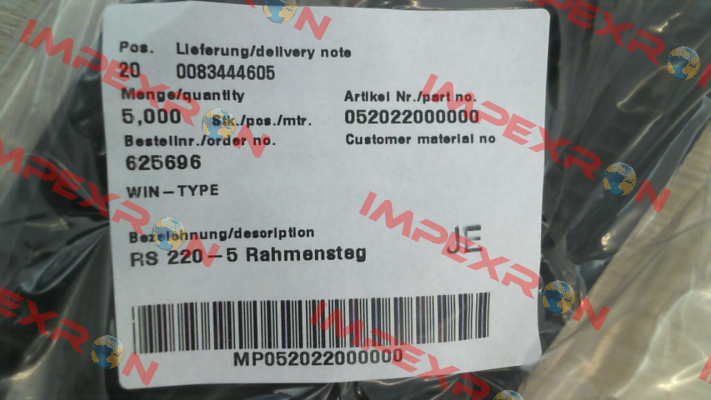 Pos. Lieferung/delivery note
20 0083444605
Menge/quantity Artikel Nr./part no.
5,000 Stk./pos./mtr. 052022000000
Bestellnr./order no. Customer material no
625696
WIN-TYPE
Bezeichnung/description
RS 220-5 Rahmensteg JE
MP052022000000
IMPEXRON
IMPEXRON
IMPEXRON
IMPEXRON
IMPEXRON
IMPEXRON